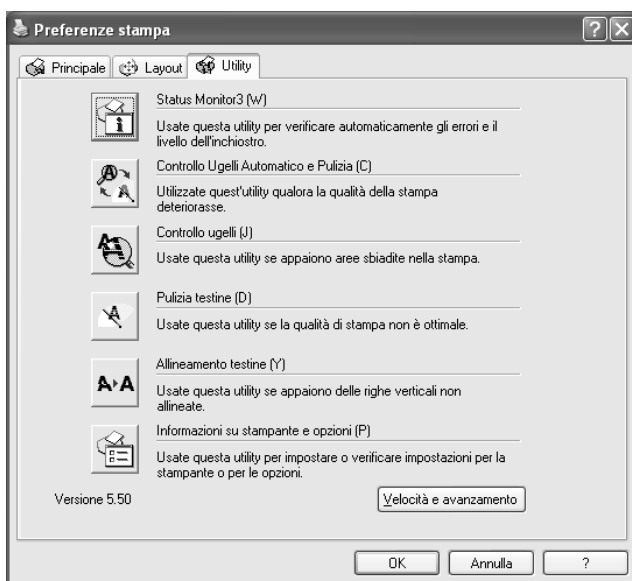 Preferenze stampa
Principale Layout Utility
Status Monitor3 (W)
Usate questa utility per verificare automaticamente gli errori e il
livello dell'inchiostro.
Controllo Ugelli Automatico e Pulizia (C)
Utilizzate quest'utility qualora la qualità della stampa
deteriorasse.
Controllo ugelli (J)
Usate questa utility se appaiono aree sbiadite nella stampa.
Pulizia testine (D)
Usate questa utility se la qualità di stampa non è ottimale.
Allineamento testine (Y)
Usate questa utility se appaiono delle righe verticali non
allineate.
Informazioni su stampante e opzioni (P)
Usate questa utility per impostare o verificare impostazioni per la
stampante o per le opzioni.
Versione 5.50 Velocità e avanzamento
OK Annulla ?